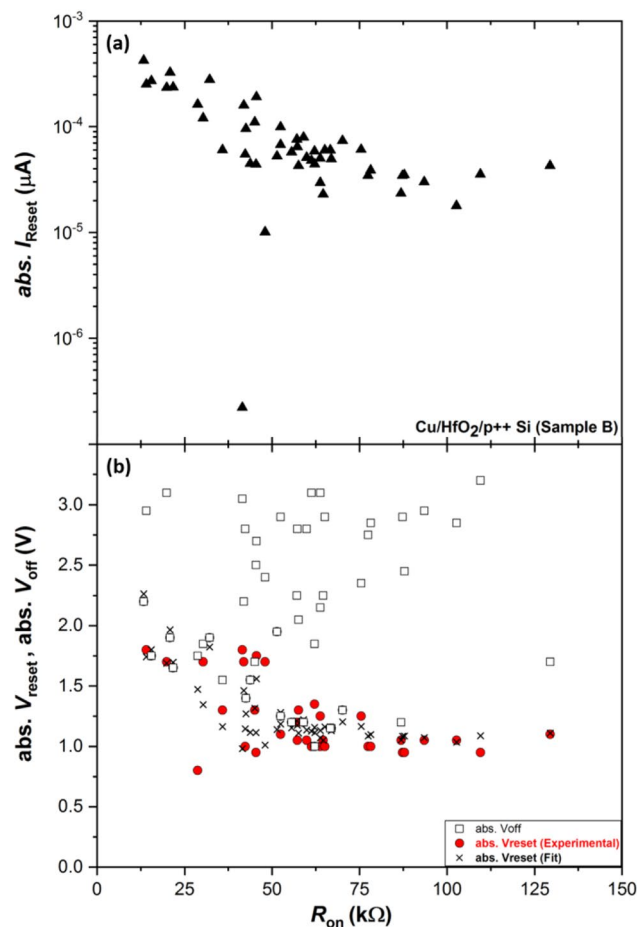 (a)
10⁻³
10⁻⁴
10⁻⁵
10⁻⁶
abs. I_Reset (μA)
Cu/HfO₂/p++ Si (Sample B)
(b)
3.0
2.5
2.0
1.5
1.0
0.5
0.0
abs. V_reset, abs. V_off (V)
abs. Voff
abs. Vreset (Experimental)
abs. Vreset (Fit)
0 25 50 75 100 125 150
R_on (kΩ)